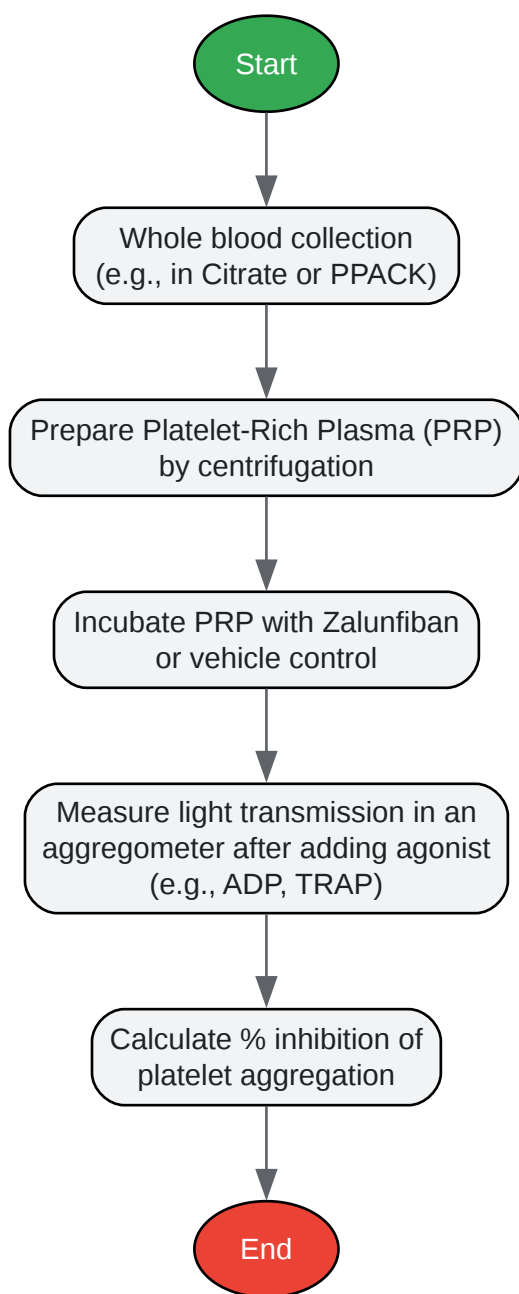 Start
Whole blood collection
(e.g., in Citrate or PPACK)
Prepare Platelet-Rich Plasma (PRP)
by centrifugation
Incubate PRP with Zalunfiban
or vehicle control
Measure light transmission in an
aggregometer after adding agonist
(e.g., ADP, TRAP)
Calculate % inhibition of
platelet aggregation
End